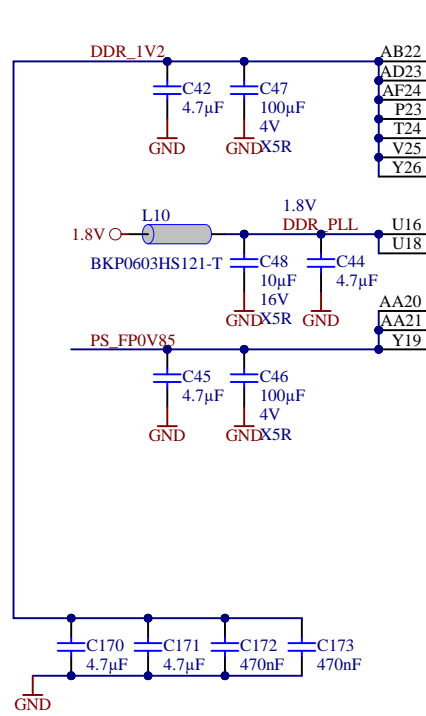 DDR_1V2
AB22
AD23
C42
C47
AF24
4.7µF
100µF
P23
4V
T24
GND
GND
X5R
V25
Y26
1.8V
L10
DDR_PLL
U16
1.8V
U18
BKP0603HS121-T
C48
C44
10µF
4.7µF
16V
AA20
GND
X5R
GND
AA21
PS_FP0V85
Y19
C45
C46
4.7µF
100µF
4V
GND
GND
X5R
C170
C171
C172
C173
4.7µF
4.7µF
470nF
470nF
GND